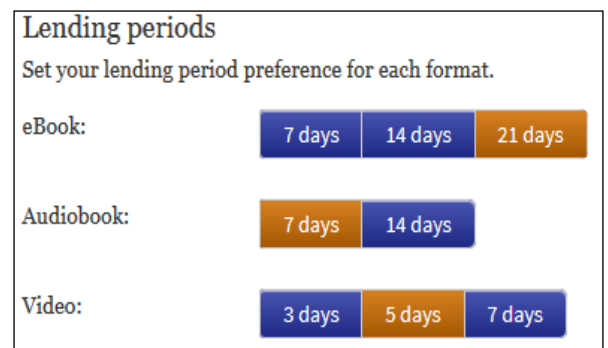 Lending periods
Set your lending period preference for each format.
eBook: 7 days 14 days 21 days
Audiobook: 7 days 14 days
Video: 3 days 5 days 7 days